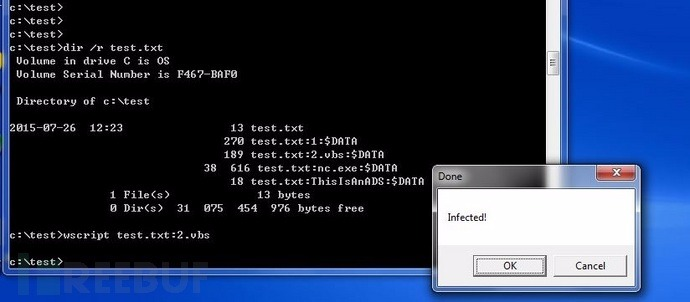 c:\test>
c:\test>
c:\test>
c:\test>dir /r test.txt
Volume in drive C is OS
Volume Serial Number is F467-BAF0
Directory of c:\test
2015-07-26 12:23 13 test.txt
270 test.txt:1:$DATA
189 test.txt:2.vbs:$DATA
38 616 test.txt:nc.exe:$DATA
18 test.txt:ThisIsAnADS:$DATA
1 File(s) 13 bytes
0 Dir(s) 31 075 454 976 bytes free
c:\test>wscript test.txt:2.vbs
c:\test>
Done
Infected!
OK
Cancel
REEBUF